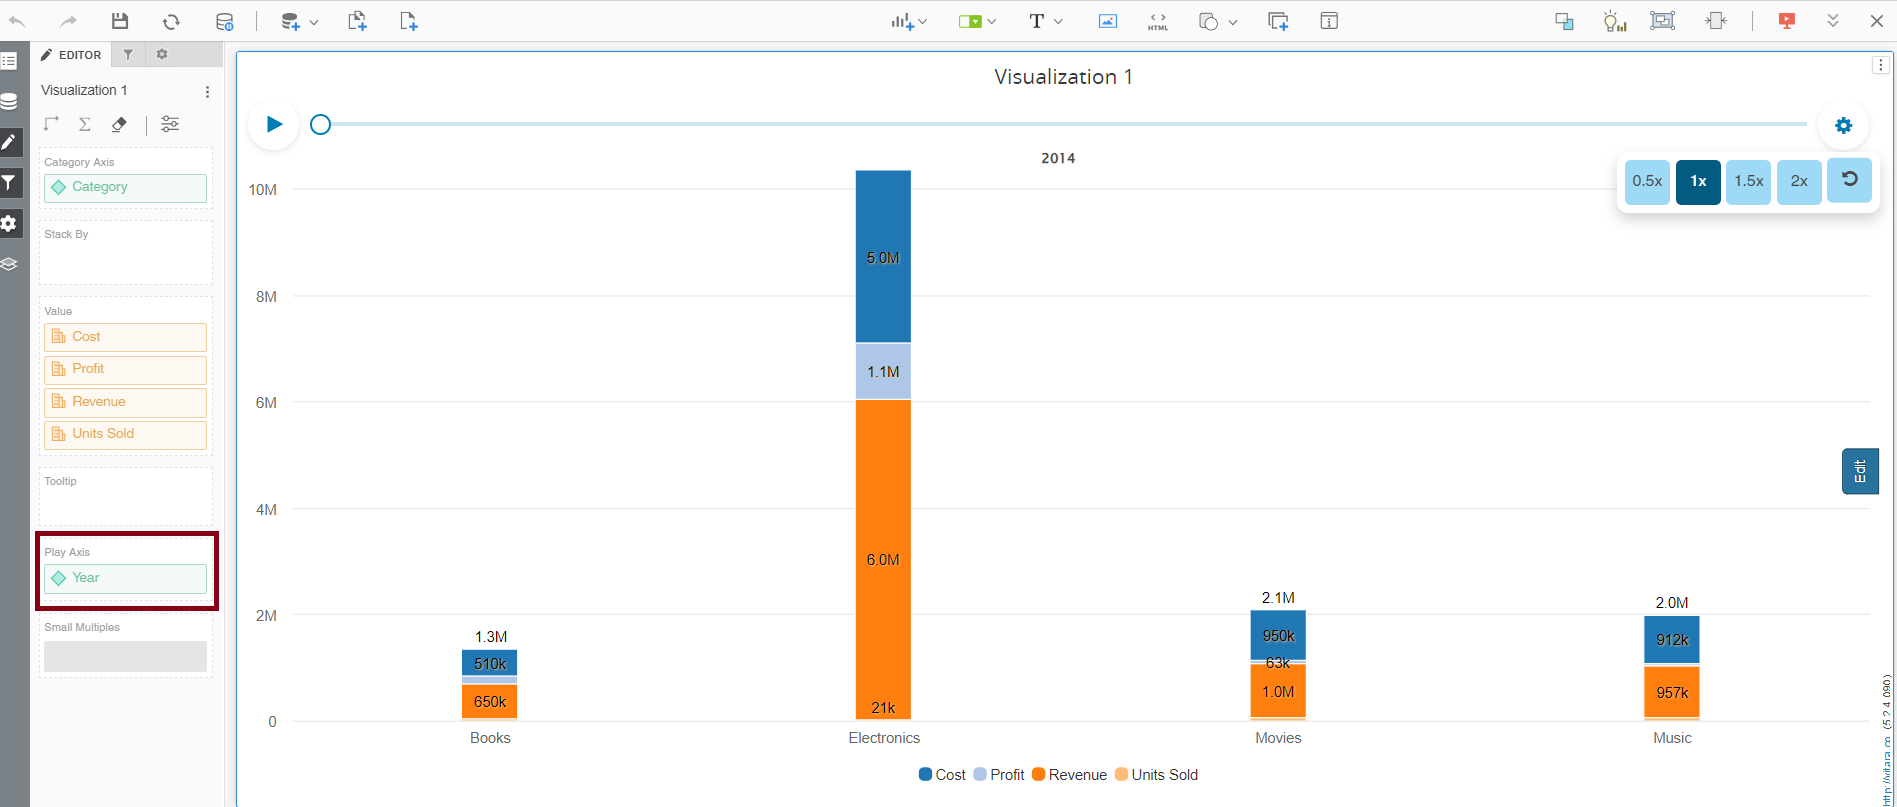 T
HTML
EDITOR
Visualization 1
Category Axis
Category
Stack By
Value
Cost
Profit
Revenue
Units Sold
Tooltip
Play Axis
Year
Small Multiples
Visualization 1
2014
0.5x
1x
1.5x
2x
10M
8M
6M
4M
2M
0
5.0M
1.1M
6.0M
21k
1.3M
510k
650k
2.1M
950k
63k
1.0M
2.0M
912k
957k
Books
Electronics
Movies
Music
Cost
Profit
Revenue
Units Sold
Edit
http://vitara.co (5.2.4.090)